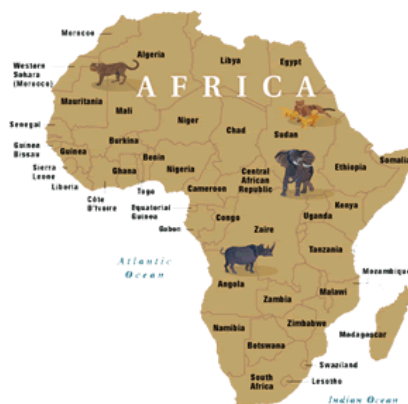 Morocco
Algeria
Libya
Egypt
Western
Sahara
(Morocco)
AFRICA
Mauritania
Mali
Niger
Chad
Sudan
Senegal
Guinea
Bissau
Guinea
Burkina
Benin
Nigeria
Ghana
Sierra
Leone
Liberia
Côte
D'Ivoire
Togo
Cameroon
Central
African
Republic
Ethiopia
Somalia
Equatorial
Guinea
Gabon
Congo
Zaire
Uganda
Kenya
Tanzania
Atlantic
Ocean
Angola
Zambia
Malawi
Mozambique
Namibia
Zimbabwe
Botswana
Madagascar
South
Africa
Swaziland
Lesotho
Indian Ocean